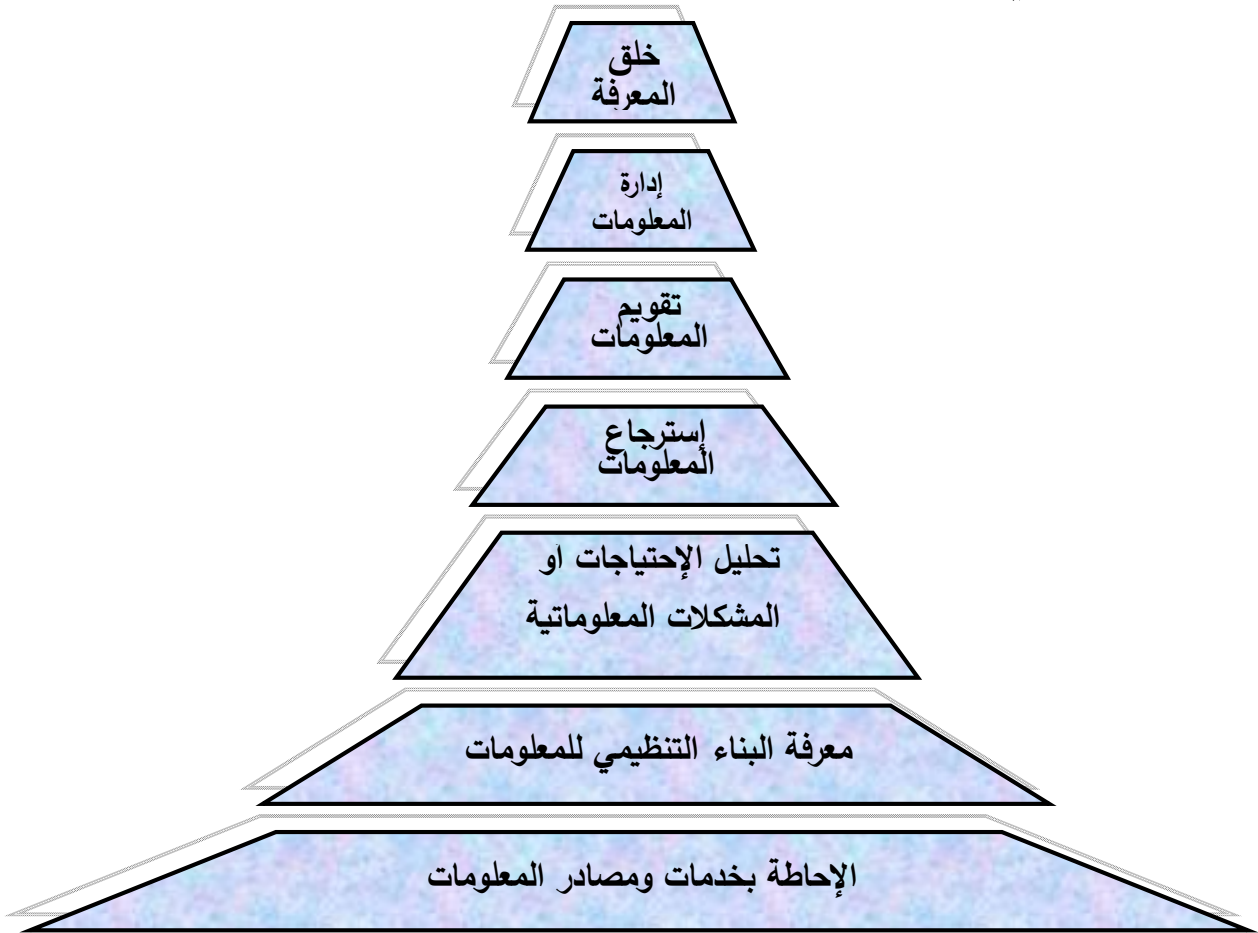 خلق
المعرفة
إدارة
المعلومات
تقويم
المعلومات
إسترجاع
المعلومات
تحليل الإحتياجات او
المشكلات المعلوماتية
معرفة البناء التنظيمي للمعلومات
الإحاطة بخدمات ومصادر المعلومات